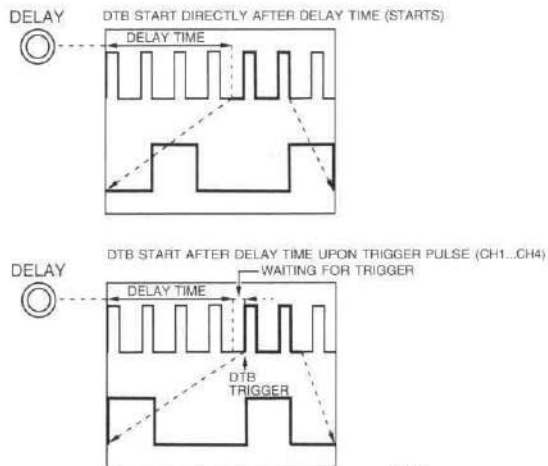 DELAY
DTB START DIRECTLY AFTER DELAY TIME (STARTS)
DELAY TIME
DTB START AFTER DELAY TIME UPON TRIGGER PULSE (CH1...CH4)
DELAY
WAITING FOR TRIGGER
DELAY TIME
DTB
TRIGGER